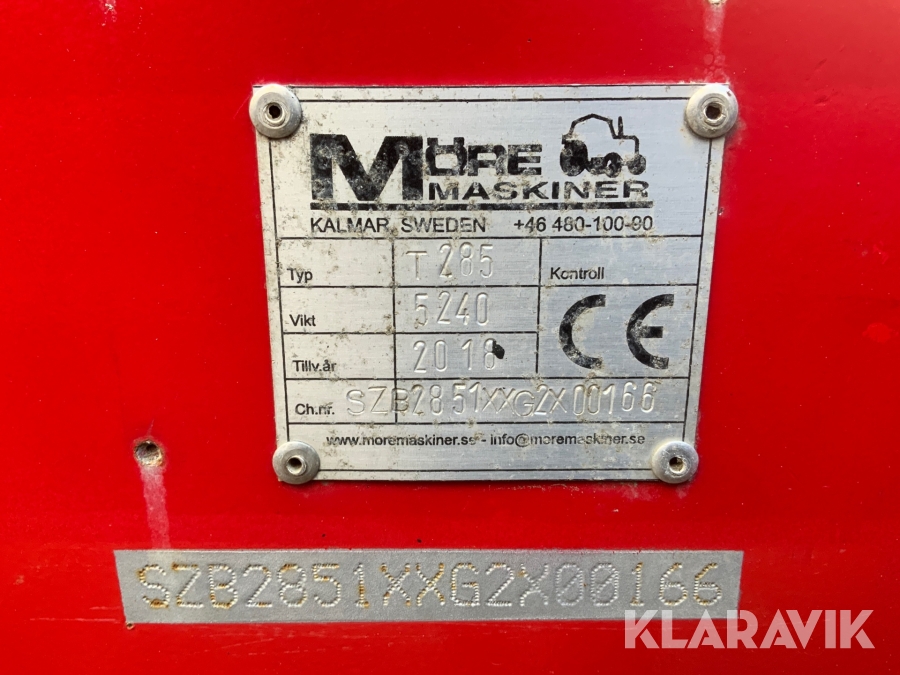 MÖRE
MASKINER
KALMAR, SWEDEN +46 480-100-90
Typ T 285 Kontroll
Vikt 5240
Tillv.år 2018 CE
Ch.nr. SZB2851XXG2X00166
www.moremaskiner.se - info@moremaskiner.se
SZB2851XXG2X00166
KLARAVIK